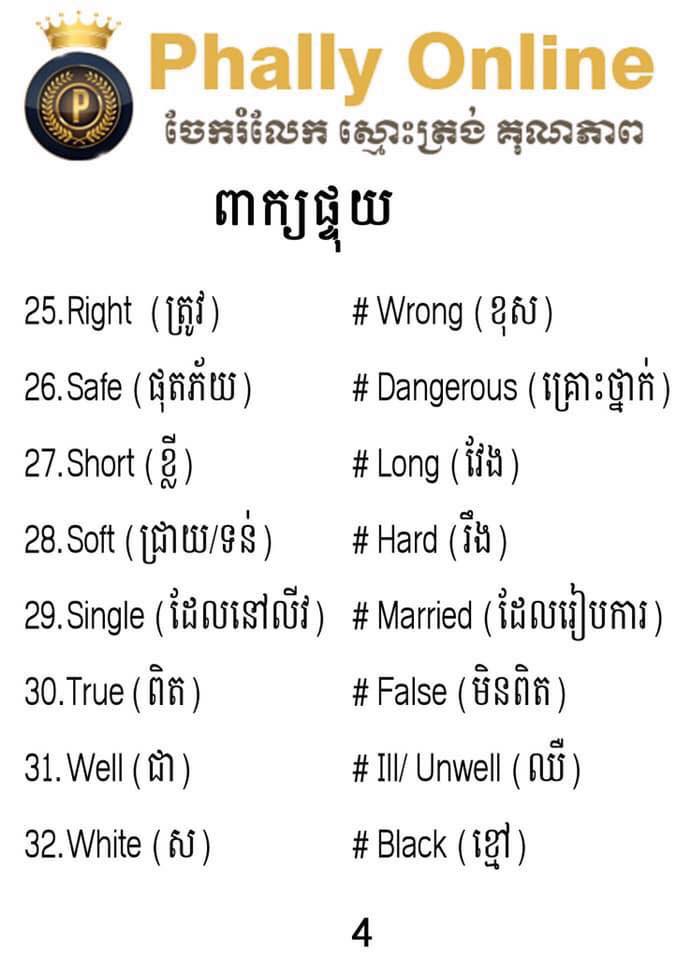 P
Phally Online
ចែករំលែក ស្មោះត្រង់ គុណភាព
ពាក្យផ្ទុយ
25.Right (ត្រូវ) # Wrong (ខុស)
26.Safe (ផុតភ័យ) # Dangerous (គ្រោះថ្នាក់)
27.Short (ខ្លី) # Long (វែង)
28.Soft (ជ្រាយ/ទន់) # Hard (រឹង)
29.Single (ដែលនៅលីវ) # Married (ដែលរៀបការ)
30.True (ពិត) # False (មិនពិត)
31. Well (ជា) # Ill/ Unwell (ឈឺ)
32.White (ស) # Black (ខ្មៅ)
4